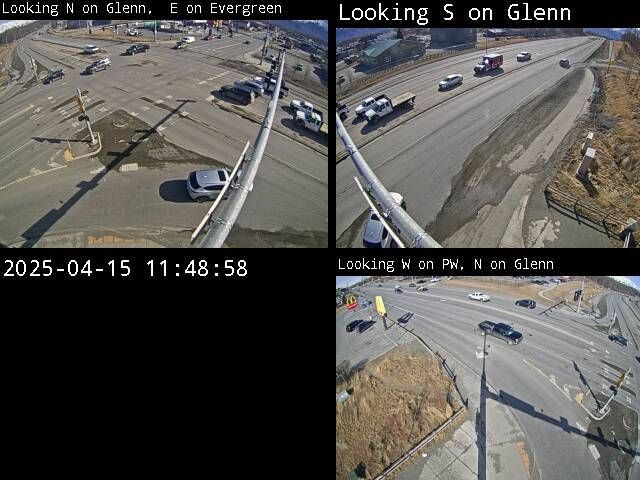 Looking N on Glenn,  E on Evergreen
Looking S on Glenn
2025-04-15 11:48:58
Looking W on PW, N on Glenn